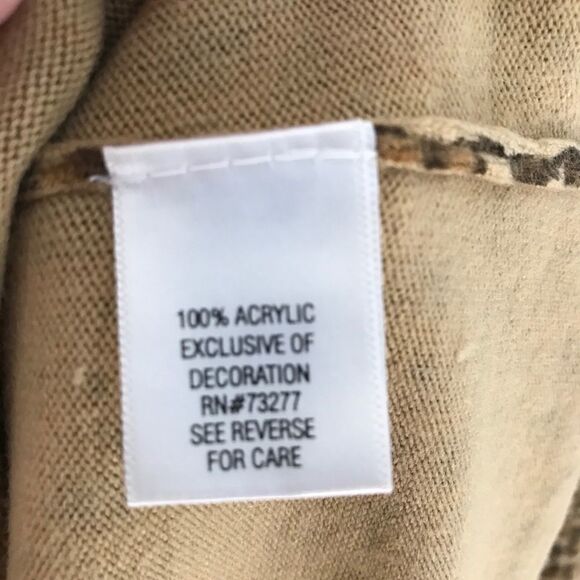 100% ACRYLIC
EXCLUSIVE OF
DECORATION
RN#73277
SEE REVERSE
FOR CARE